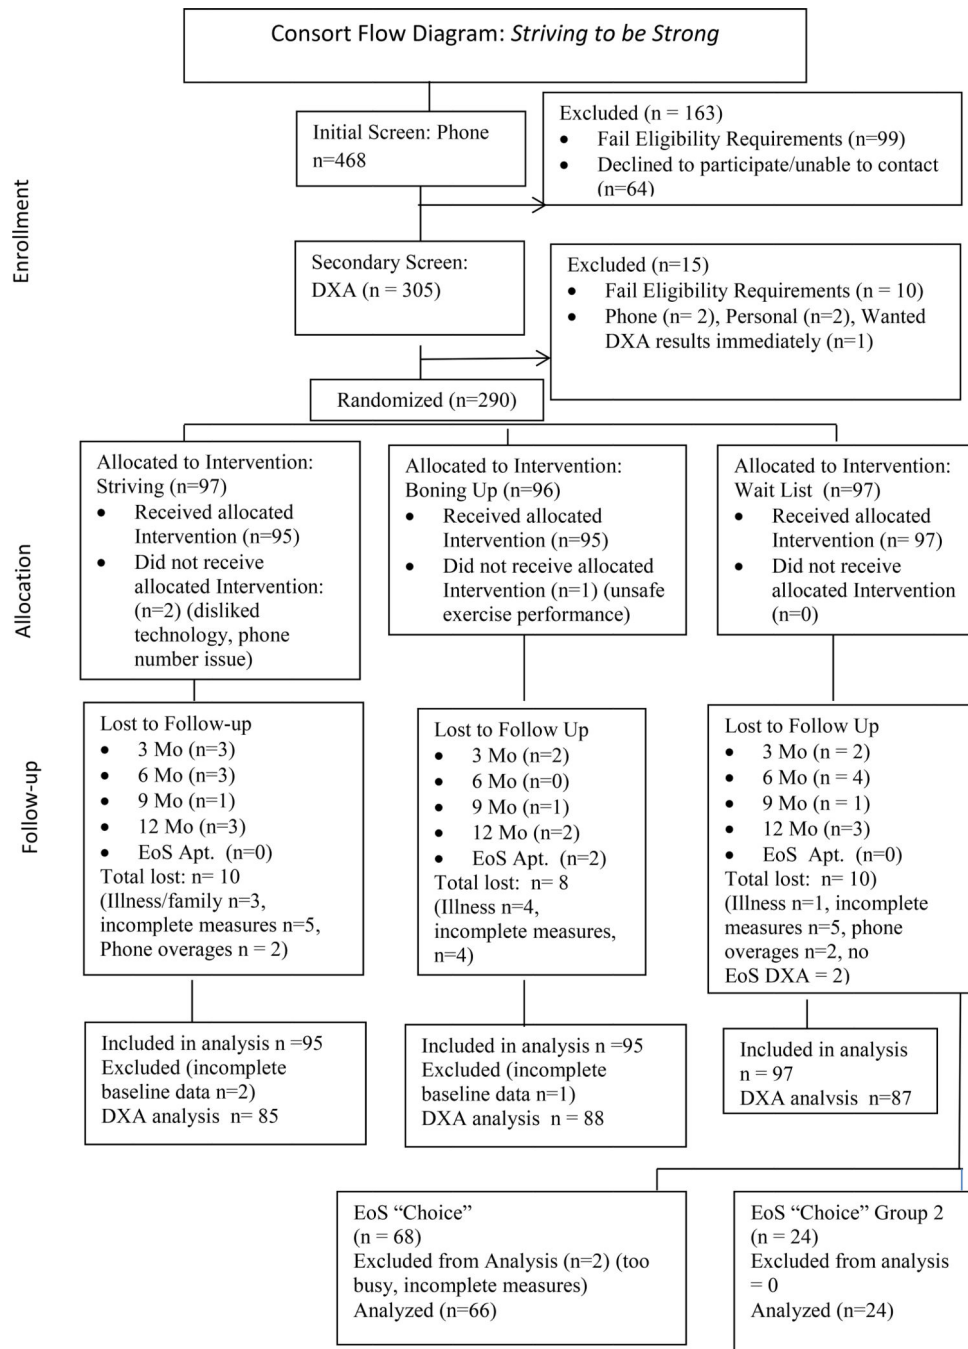 Consort Flow Diagram: Striving to be Strong
Initial Screen: Phone
n=468
Excluded (n = 163)
• Fail Eligibility Requirements (n=99)
• Declined to participate/unable to contact
(n=64)
Enrollment
Secondary Screen:
DXA (n = 305)
Excluded (n=15)
• Fail Eligibility Requirements (n = 10)
• Phone (n= 2), Personal (n=2), Wanted
DXA results immediately (n=1)
Randomized (n=290)
Allocation
Allocated to Intervention:
Striving (n=97)
• Received allocated
Intervention (n=95)
• Did not receive
allocated Intervention:
(n=2) (disliked
technology, phone
number issue)
Allocated to Intervention:
Boning Up (n=96)
• Received allocated
Intervention (n=95)
• Did not receive allocated
Intervention (n=1) (unsafe
exercise performance)
Allocated to Intervention:
Wait List (n=97)
• Received allocated
Intervention (n= 97)
• Did not receive
allocated Intervention
(n=0)
Follow-up
Lost to Follow-up
• 3 Mo (n=3)
• 6 Mo (n=3)
• 9 Mo (n=1)
• 12 Mo (n=3)
• EoS Apt. (n=0)
Total lost: n= 10
(Illness/family n=3,
incomplete measures n=5,
Phone overages n = 2)
Lost to Follow Up
• 3 Mo (n=2)
• 6 Mo (n=0)
• 9 Mo (n=1)
• 12 Mo (n=2)
• EoS Apt. (n=2)
Total lost: n= 8
(Illness n=4,
incomplete measures,
n=4)
Lost to Follow Up
• 3 Mo (n = 2)
• 6 Mo (n = 4)
• 9 Mo (n = 1)
• 12 Mo (n=3)
• EoS Apt. (n=0)
Total lost: n= 10)
(Illness n=1, incomplete
measures n=5, phone
overages n=2, no
EoS DXA = 2)
Included in analysis n =95
Excluded (incomplete
baseline data n=2)
DXA analysis n= 85
Included in analysis n =95
Excluded (incomplete
baseline data n=1)
DXA analysis n = 88
Included in analysis
n = 97
DXA analysis n=87
EoS “Choice”
(n = 68)
Excluded from Analysis (n=2) (too
busy, incomplete measures)
Analyzed (n=66)
EoS “Choice” Group 2
(n = 24)
Excluded from analysis
= 0
Analyzed (n=24)